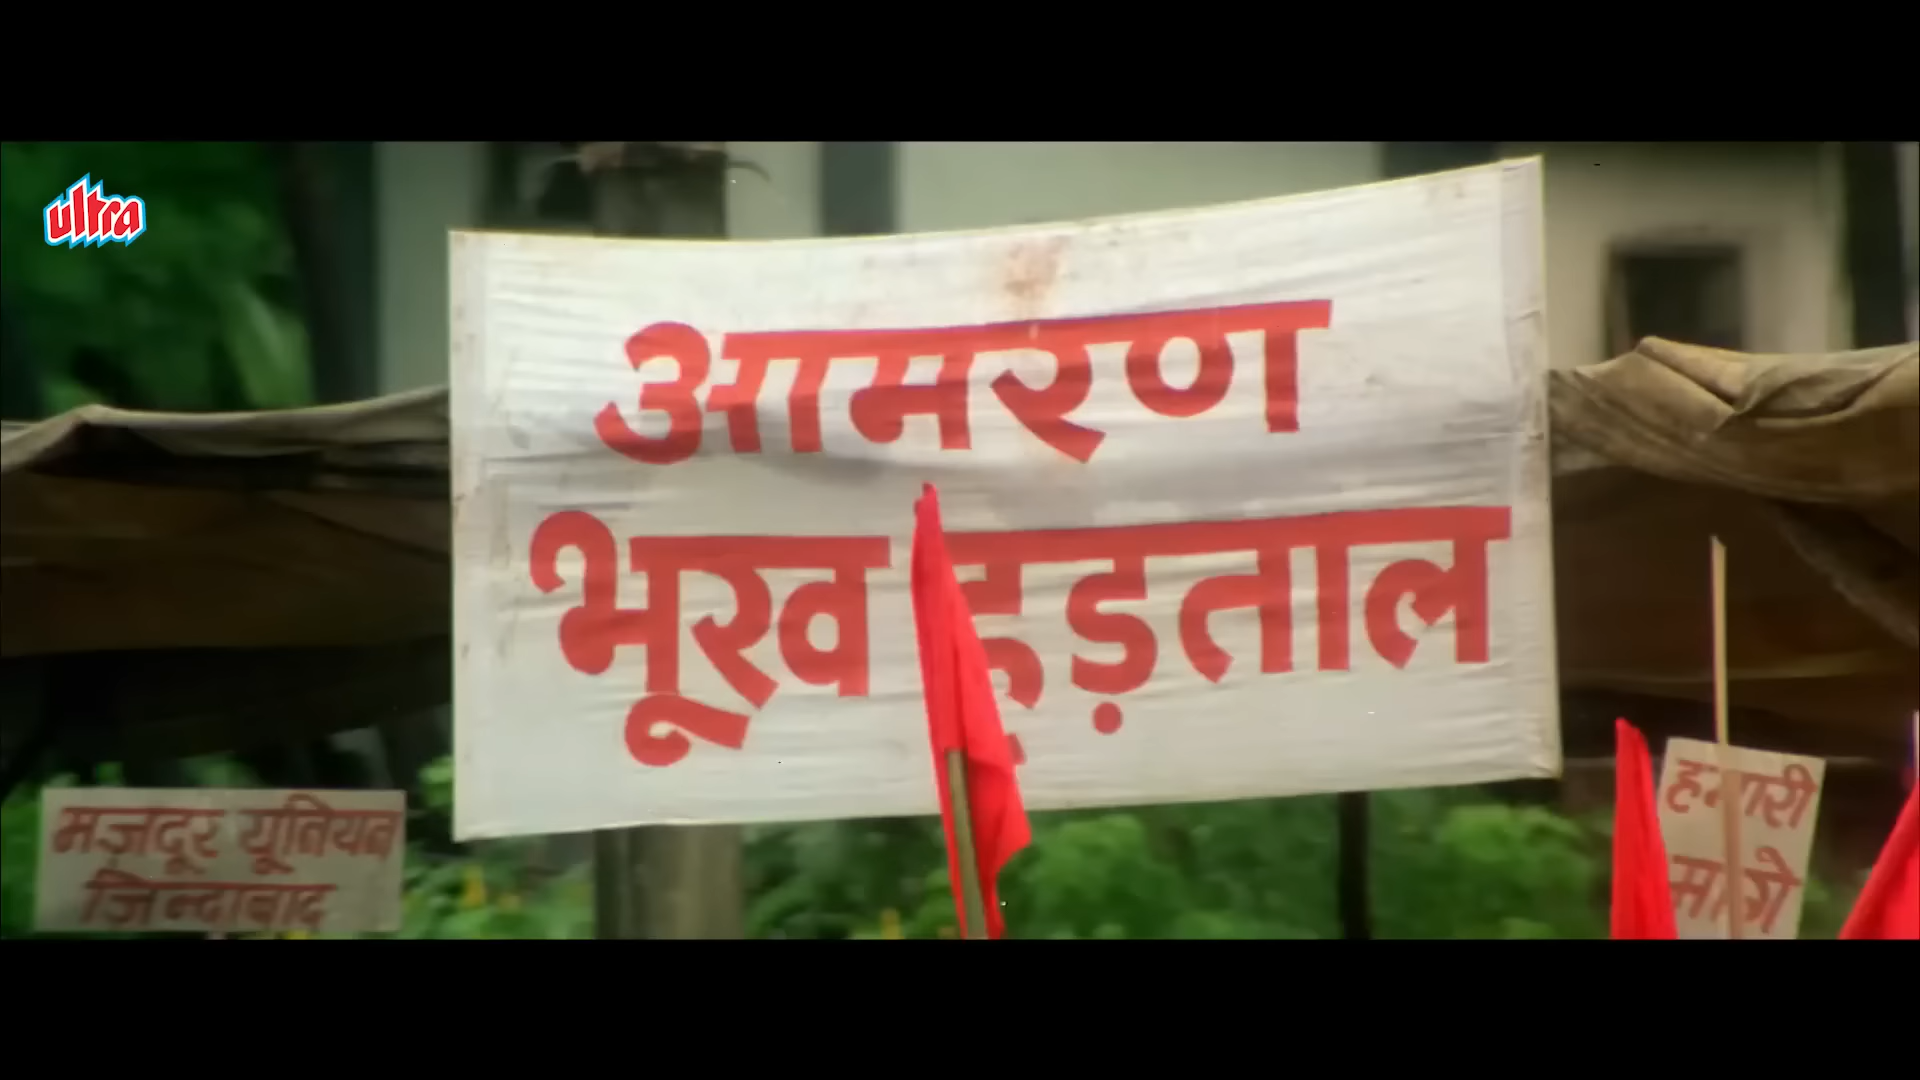 ultra
आमरण
भूख हड़ताल
मज़दूर यूनियन
जिन्दाबाद
हमारी
मांगे